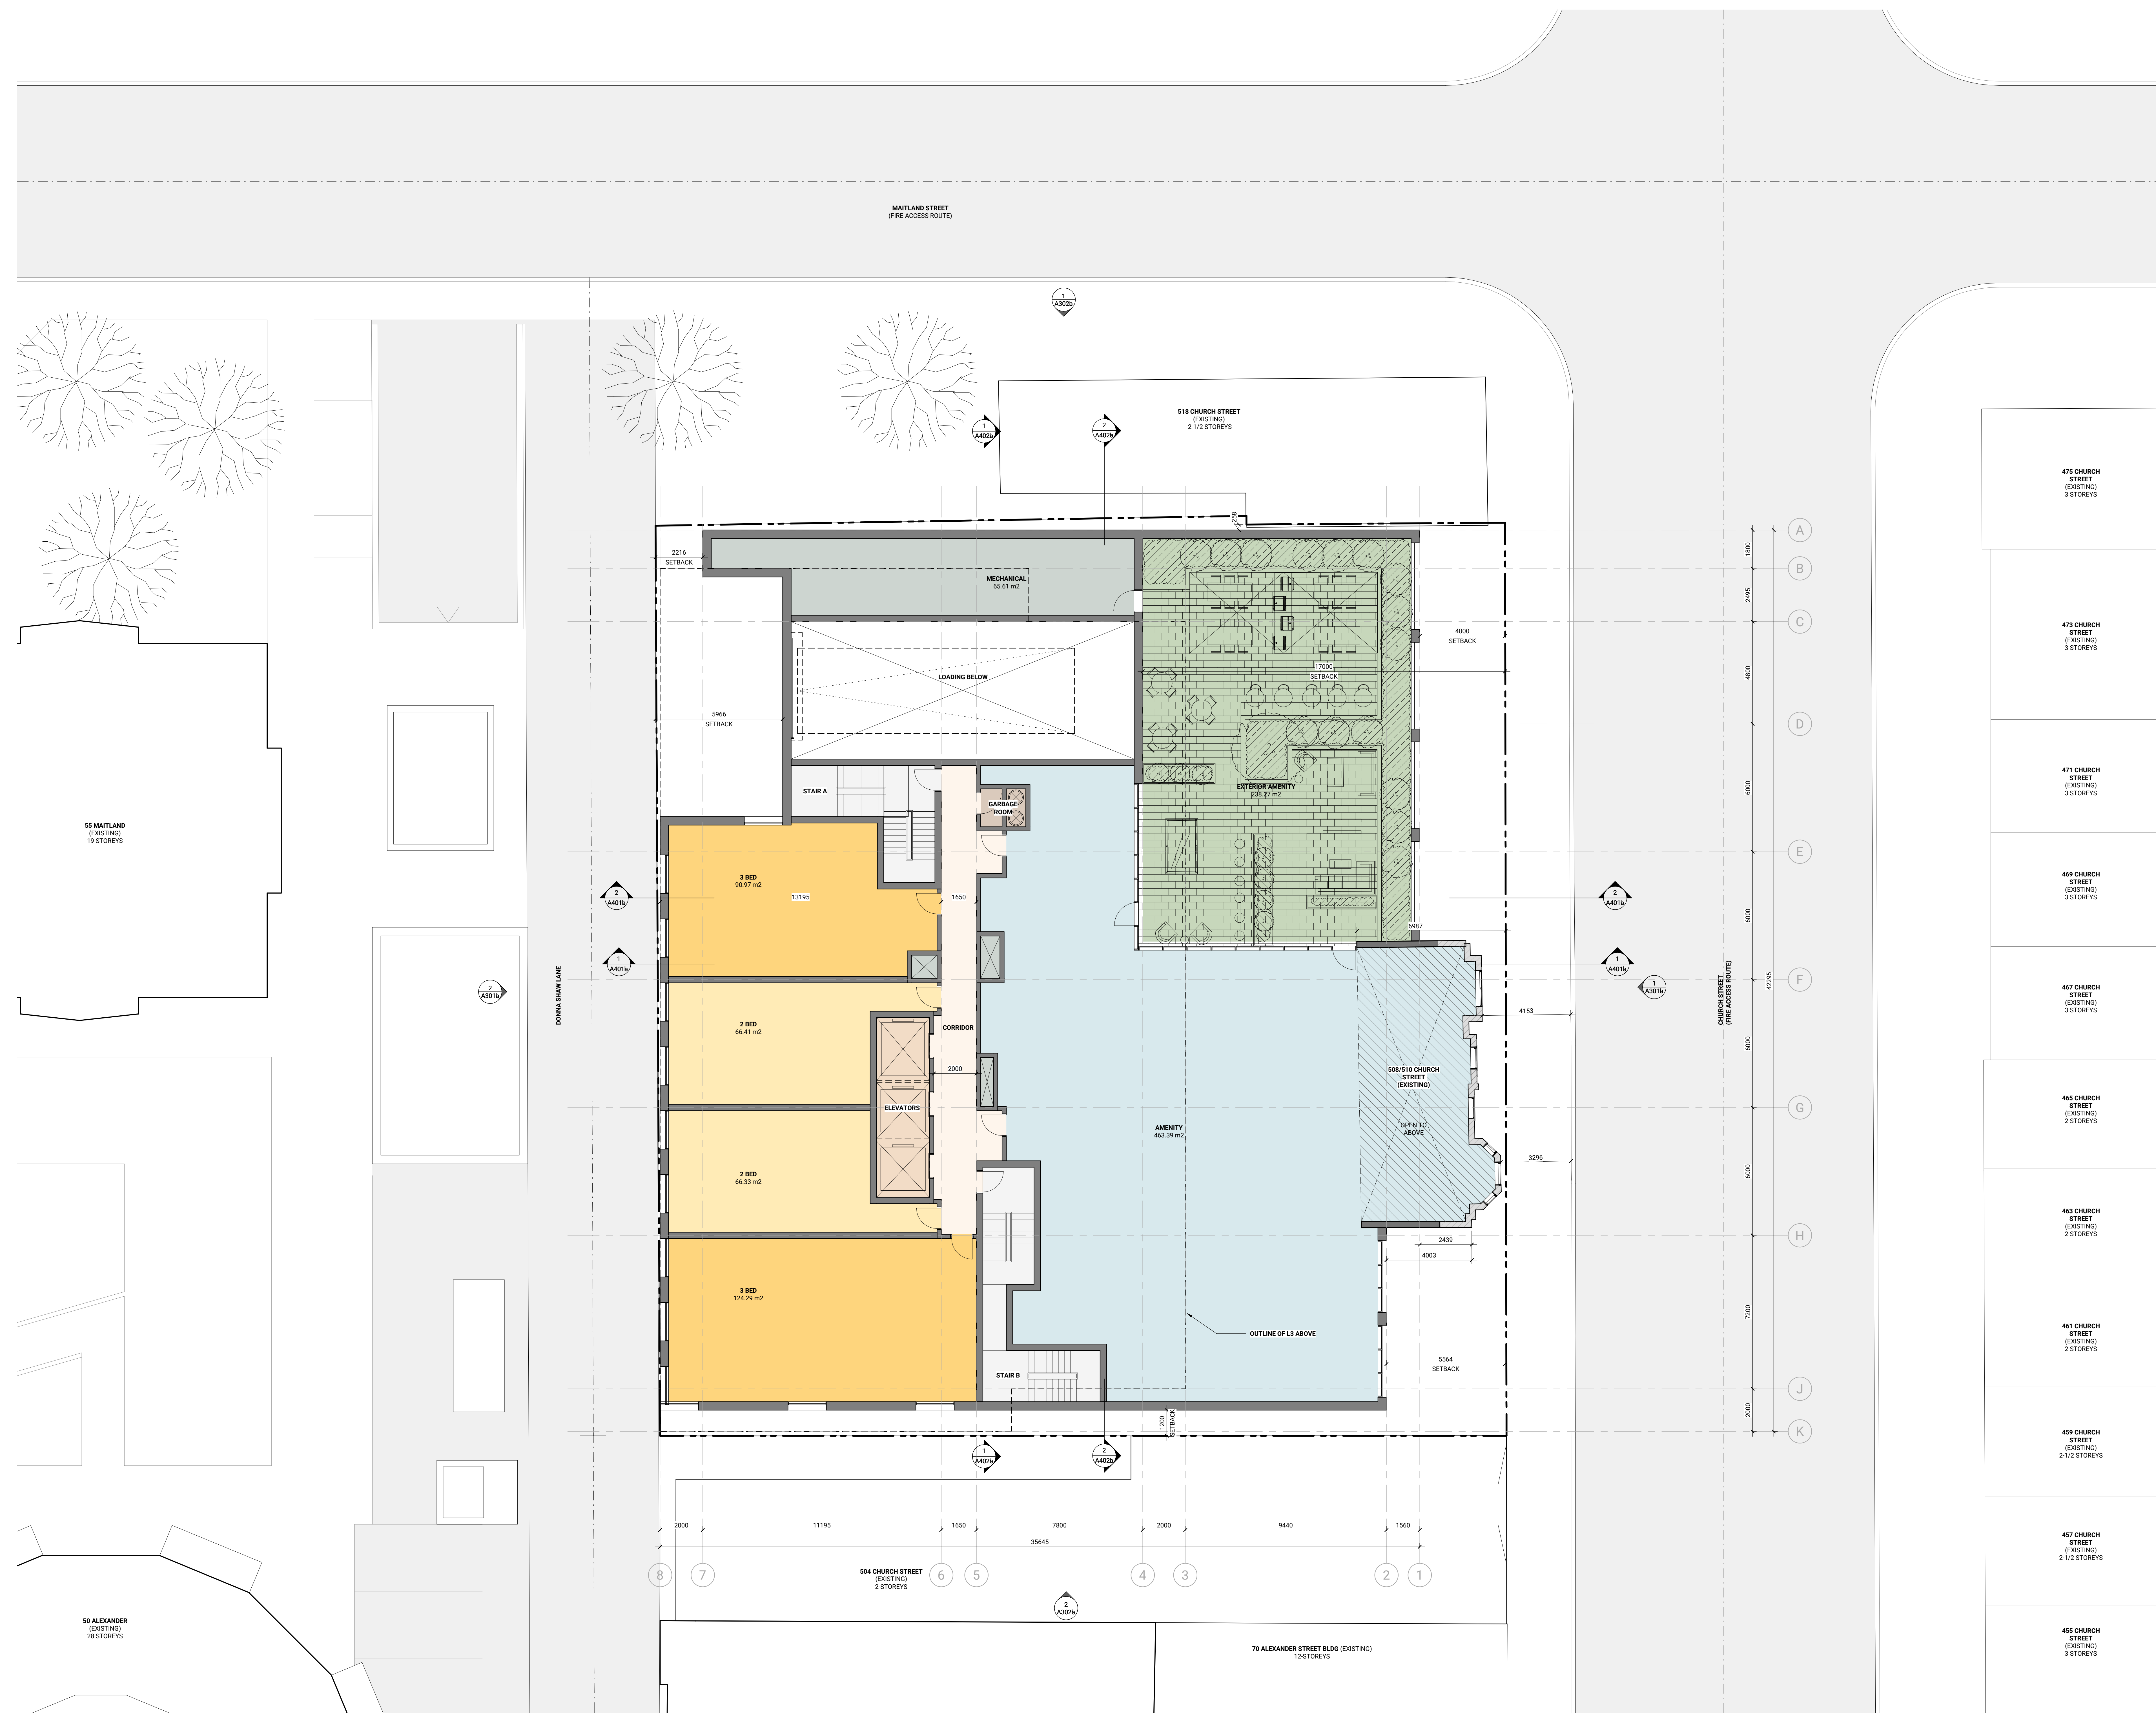 MAITLAND STREET
(FIRE ACCESS ROUTE)
1
A302b
518 CHURCH STREET
(EXISTING)
2-1/2 STOREYS
1
A402b
2
A402b
475 CHURCH
STREET
(EXISTING)
3 STOREYS
258
A
1800
2216
SETBACK
B
MECHANICAL
65.61 m2
2495
C
4000
SETBACK
473 CHURCH
STREET
(EXISTING)
3 STOREYS
17000
SETBACK
4800
LOADING BELOW
5966
SETBACK
D
471 CHURCH
STREET
(EXISTING)
3 STOREYS
STAIR A
EXTERIOR AMENITY
238.27 m2
6000
GARBAGE
ROOM
55 MAITLAND
(EXISTING)
19 STOREYS
E
3 BED
90.97 m2
469 CHURCH
STREET
(EXISTING)
3 STOREYS
2
A401b
13195
1650
2
A401b
6000
6987
1
A401b
1
A401b
F
2
A301b
DONNA SHAW LANE
1
A301b
CHURCH STREET
(FIRE ACCESS ROUTE)
42295
467 CHURCH
STREET
(EXISTING)
3 STOREYS
4153
2 BED
66.41 m2
CORRIDOR
6000
2000
508/510 CHURCH
STREET
(EXISTING)
ELEVATORS
G
465 CHURCH
STREET
(EXISTING)
2 STOREYS
AMENITY
463.39 m2
OPEN TO
ABOVE
3296
2 BED
66.33 m2
6000
463 CHURCH
STREET
(EXISTING)
2 STOREYS
H
2439
4003
3 BED
124.29 m2
7200
OUTLINE OF L3 ABOVE
461 CHURCH
STREET
(EXISTING)
2 STOREYS
5564
SETBACK
STAIR B
J
2000
1200
SETBACK
K
459 CHURCH
STREET
(EXISTING)
2-1/2 STOREYS
1
A402b
2
A402b
2000
11195
1650
7800
2000
9440
1560
35645
457 CHURCH
STREET
(EXISTING)
2-1/2 STOREYS
8
7
6
5
4
3
2
1
504 CHURCH STREET
(EXISTING)
2-STOREYS
2
A302b
50 ALEXANDER
(EXISTING)
28 STOREYS
70 ALEXANDER STREET BLDG (EXISTING)
12-STOREYS
455 CHURCH
STREET
(EXISTING)
3 STOREYS